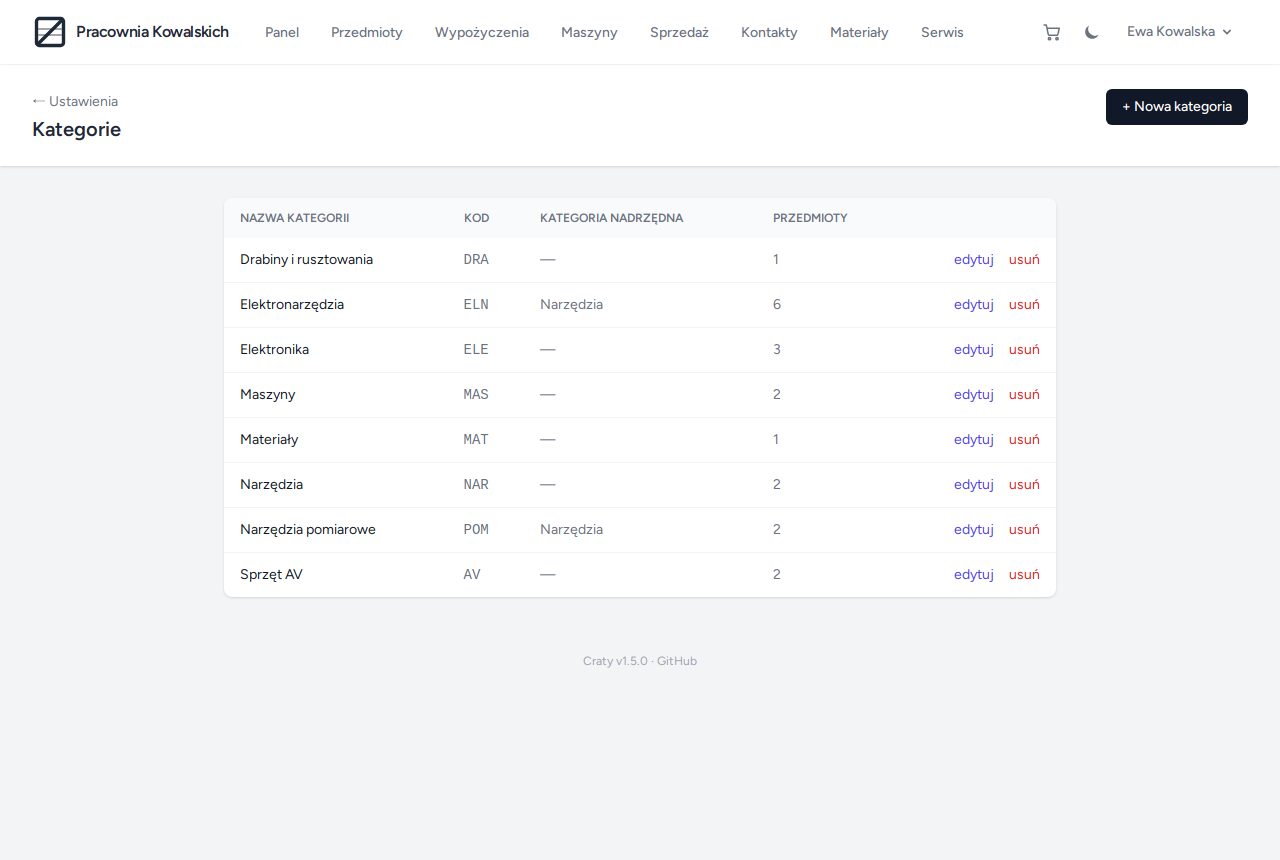 Pracownia Kowalskich Panel Przedmioty Wypożyczenia Maszyny Sprzedaż Kontakty Materiały Serwis Ewa Kowalska
← Ustawienia
Kategorie
+ Nowa kategoria
NAZWA KATEGORII KOD KATEGORIA NADRZĘDNA PRZEDMIOTY
Drabiny i rusztowania DRA — 1 edytuj usuń
Elektronarzędzia ELN Narzędzia 6 edytuj usuń
Elektronika ELE — 3 edytuj usuń
Maszyny MAS — 2 edytuj usuń
Materiały MAT — 1 edytuj usuń
Narzędzia NAR — 2 edytuj usuń
Narzędzia pomiarowe POM Narzędzia 2 edytuj usuń
Sprzęt AV AV — 2 edytuj usuń
Craty v1.5.0 · GitHub